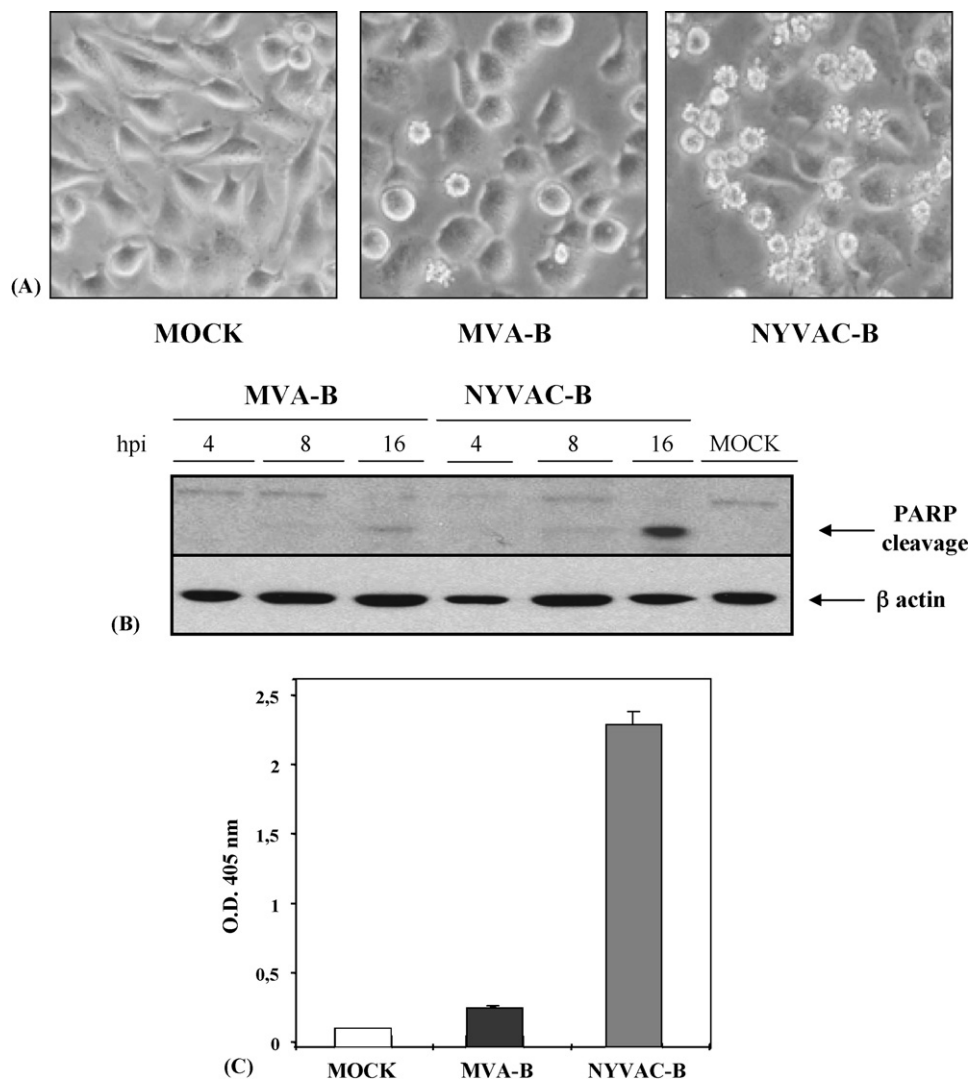 (A)
MOCK MVA-B NYVAC-B
MVA-B NYVAC-B
hpi 4 8 16 4 8 16 MOCK
PARP
cleavage
β actin
(B)
2,5
2
1,5
1
0,5
0
O.D. 405 nm
MOCK MVA-B NYVAC-B
(C)